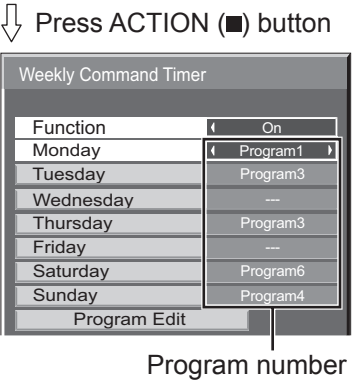 Press ACTION (■) button
Weekly Command Timer
Function On
Monday Program1
Tuesday Program3
Wednesday ---
Thursday Program3
Friday ---
Saturday Program6
Sunday Program4
Program Edit
Program number